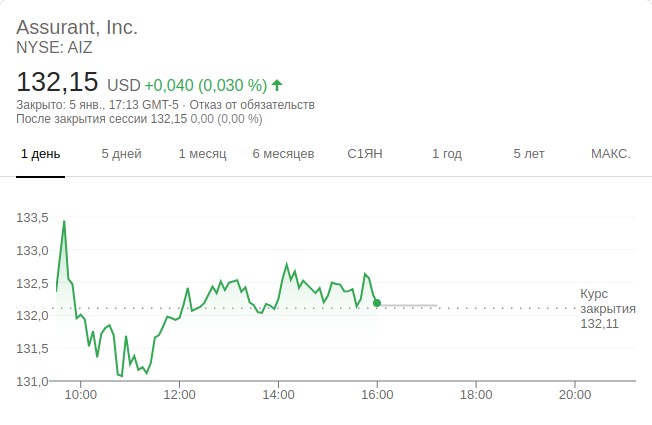 Assurant, Inc.
NYSE: AIZ
132,15 USD +0,040 (0,030 %)
Закрыто: 5 янв., 17:13 GMT-5 · Отказ от обязательств
После закрытия сессии 132,15 0,00 (0,00 %)
1 день 5 дней 1 месяц 6 месяцев С1ЯН 1 год 5 лет МАКС.
133,5
133,0
132,5
132,0
131,5
131,0
Курс
закрытия
132,11
10:00 12:00 14:00 16:00 18:00 20:00